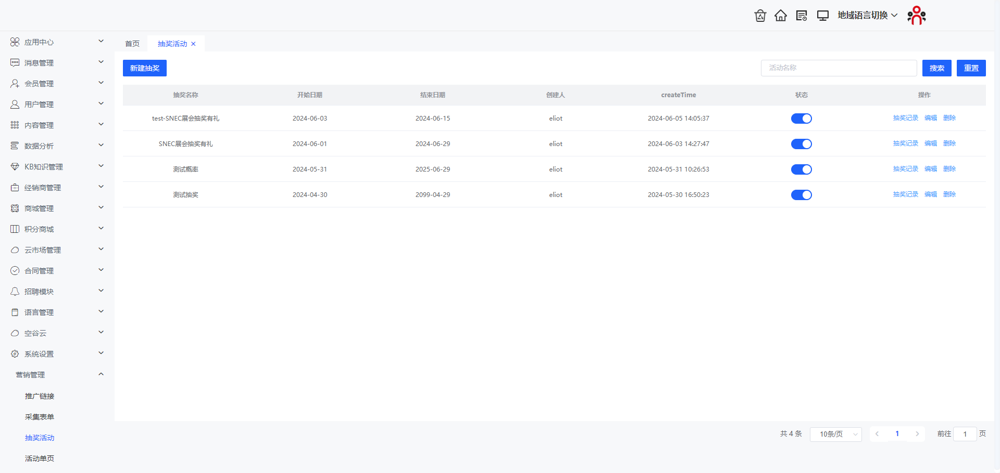 地域语言切换
应用中心
消息管理
会员管理
用户管理
内容管理
数据分析
KB知识管理
经销商管理
商城管理
积分商城
云市场管理
合同管理
招聘模块
语言管理
空谷云
系统设置
营销管理
推广链接
采集表单
抽奖活动
活动单页
首页 抽奖活动
新建抽奖 活动名称 搜索 重置
抽奖名称 开始日期 结束日期 创建人 createTime 状态 操作
test-SNEC展会抽奖有礼 2024-06-03 2024-06-15 eliot 2024-06-05 14:05:37 抽奖记录 编辑 删除
SNEC展会抽奖有礼 2024-06-01 2024-06-29 eliot 2024-06-03 14:27:47 抽奖记录 编辑 删除
测试概率 2024-05-31 2025-06-29 eliot 2024-05-31 10:26:53 抽奖记录 编辑 删除
测试抽奖 2024-04-30 2099-04-29 eliot 2024-05-30 16:50:23 抽奖记录 编辑 删除
共 4 条 10条/页 1 前往 1 页